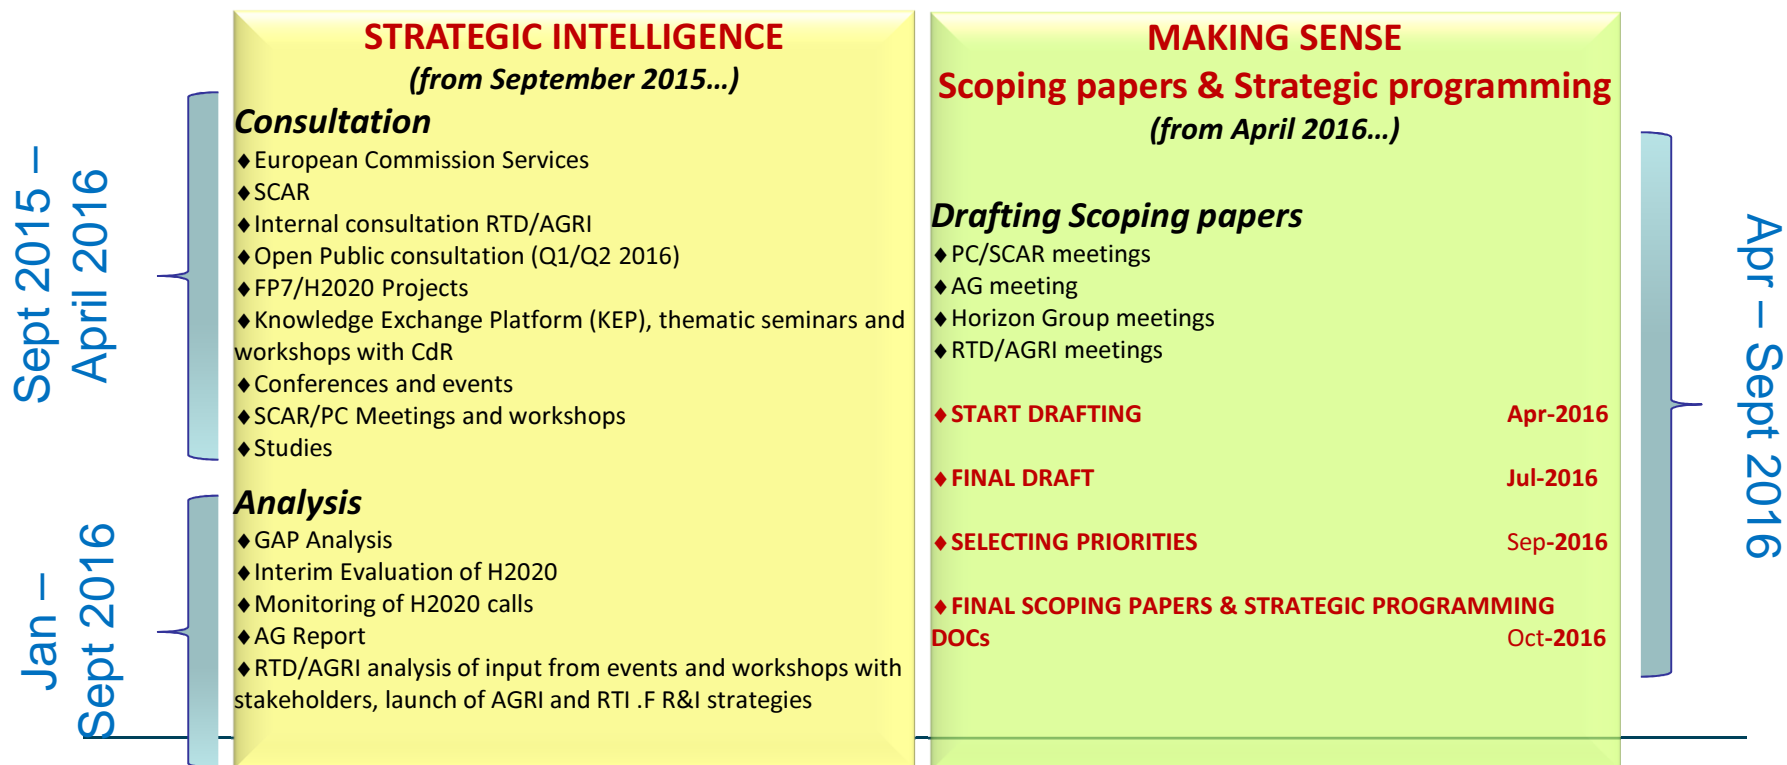 Sept 2015 –
April 2016
Jan –
Sept 2016
STRATEGIC INTELLIGENCE
(from September 2015…)
Consultation
♦European Commission Services
♦SCAR
♦Internal consultation RTD/AGRI
♦Open Public consultation (Q1/Q2 2016)
♦FP7/H2020 Projects
♦Knowledge Exchange Platform (KEP), thematic seminars and
workshops with CdR
♦Conferences and events
♦SCAR/PC Meetings and workshops
♦Studies
Analysis
♦GAP Analysis
♦Interim Evaluation of H2020
♦Monitoring of H2020 calls
♦AG Report
♦RTD/AGRI analysis of input from events and workshops with
stakeholders, launch of AGRI and RTI .F R&I strategies
MAKING SENSE
Scoping papers & Strategic programming
(from April 2016…)
Drafting Scoping papers
♦PC/SCAR meetings
♦AG meeting
♦Horizon Group meetings
♦RTD/AGRI meetings
♦START DRAFTING Apr-2016
♦FINAL DRAFT Jul-2016
♦SELECTING PRIORITIES Sep-2016
♦FINAL SCOPING PAPERS & STRATEGIC PROGRAMMING
DOCs Oct-2016
Apr – Sept 2016